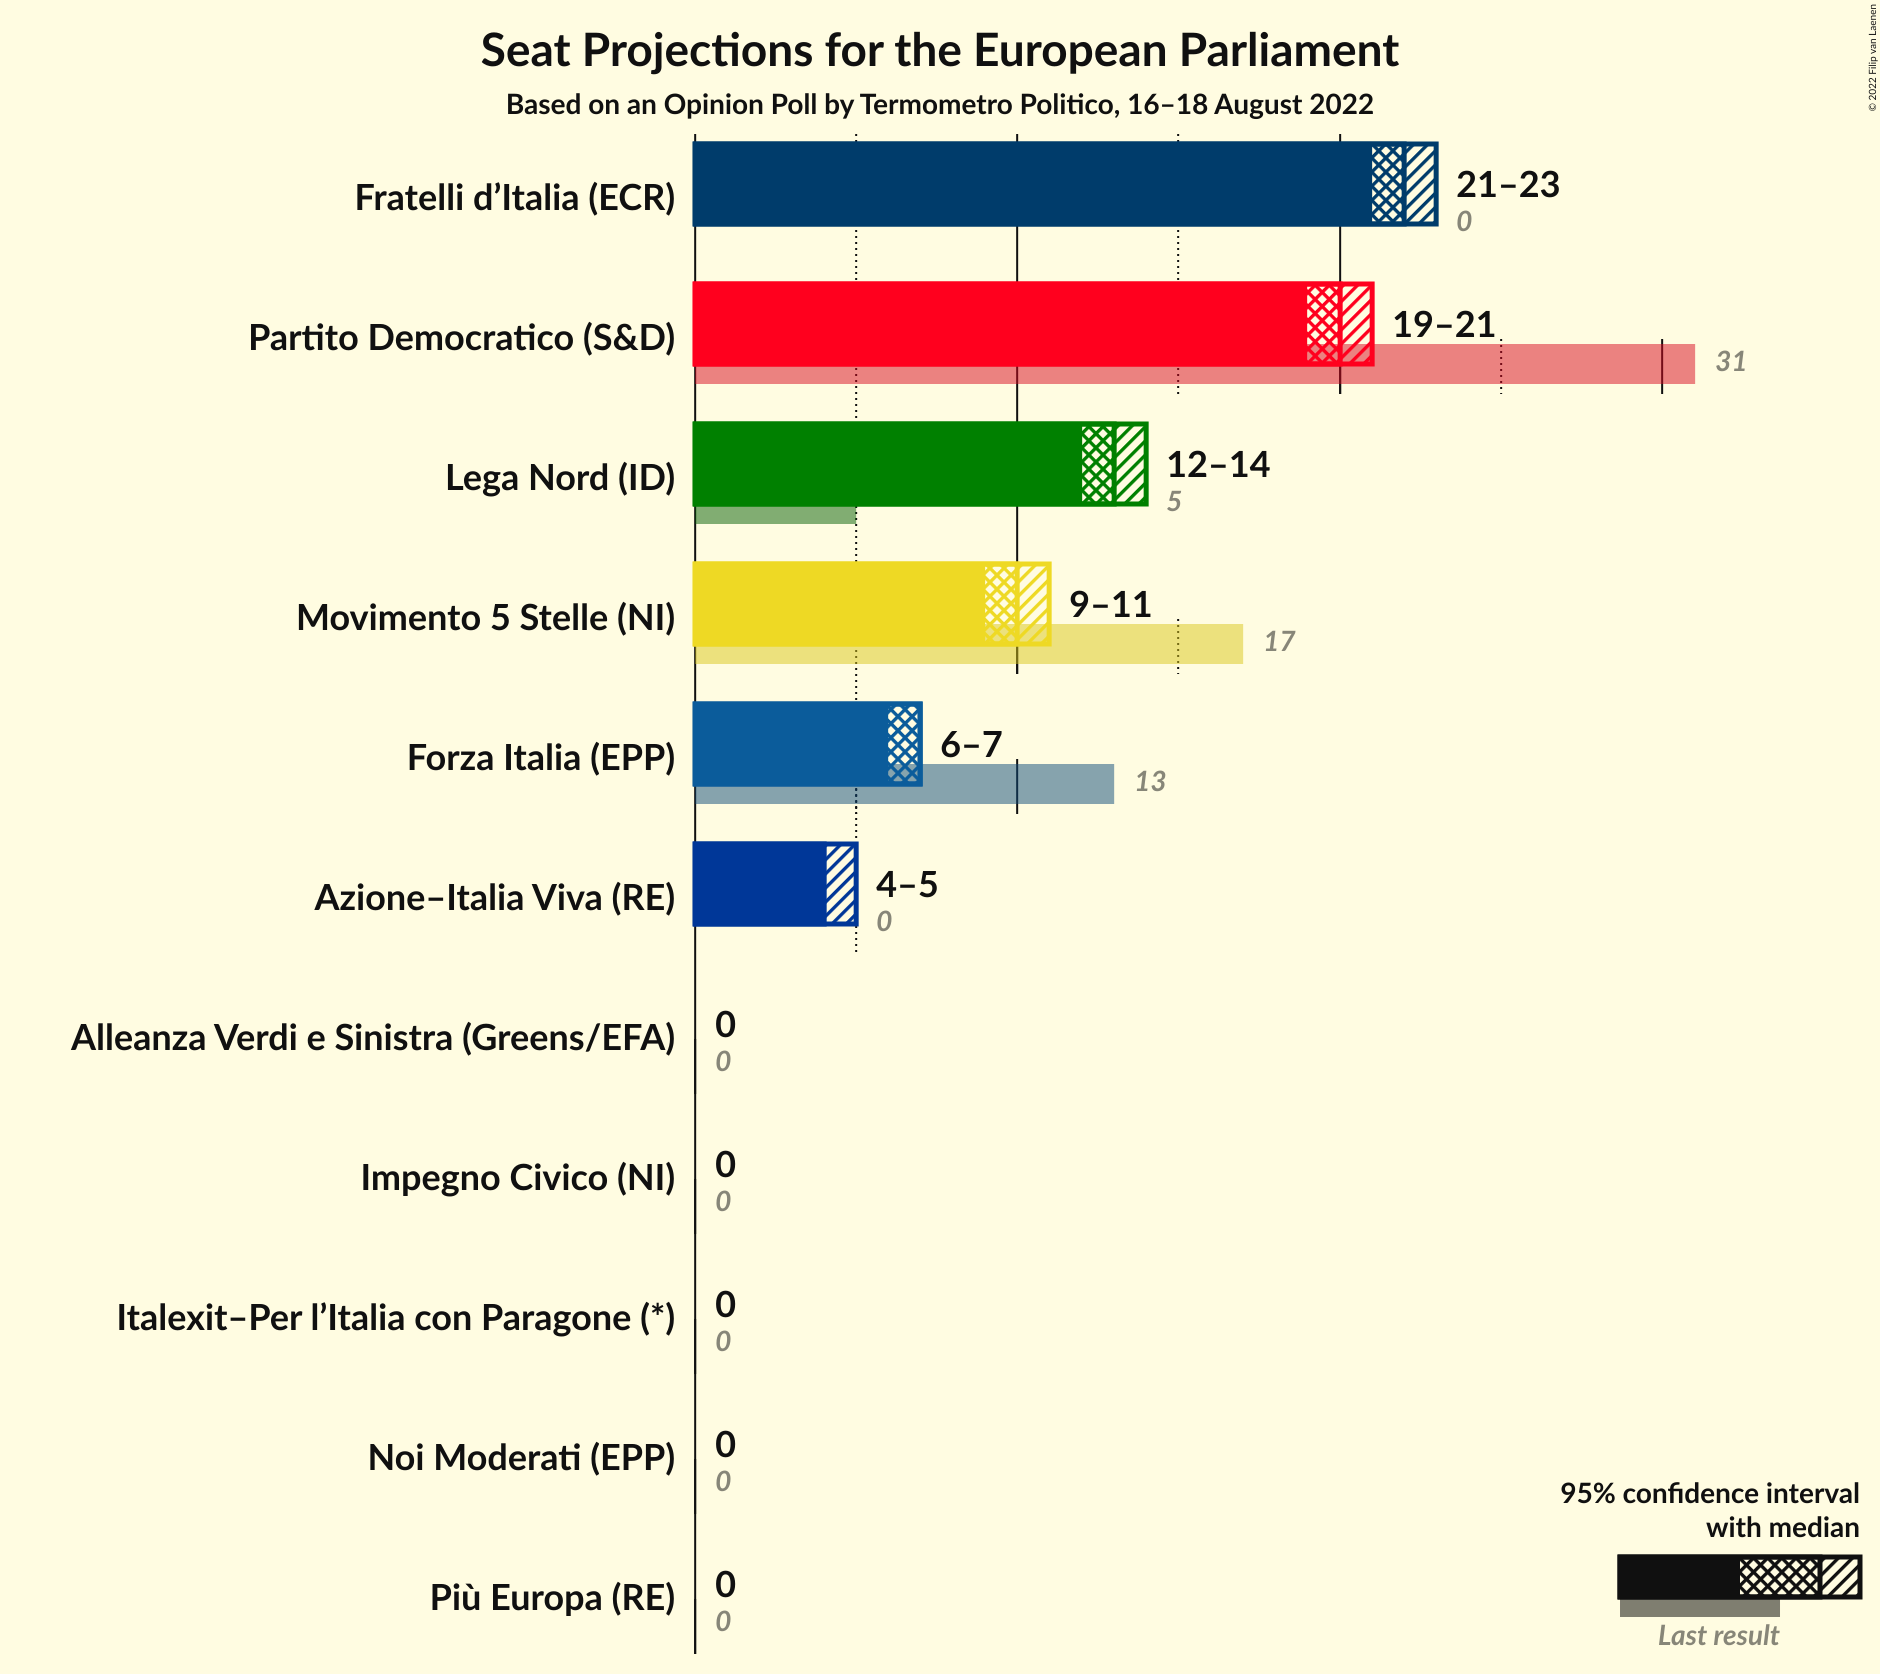 Seat Projections for the European Parliament
Based on an Opinion Poll by Termometro Politico, 16–18 August 2022
© 2022 Filip van Laenen
Fratelli d’Italia (ECR)
21–23
0
Partito Democratico (S&D)
19–21
31
Lega Nord (ID)
12–14
5
Movimento 5 Stelle (NI)
9–11
17
Forza Italia (EPP)
6–7
13
Azione–Italia Viva (RE)
4–5
0
Alleanza Verdi e Sinistra (Greens/EFA)
0
0
Impegno Civico (NI)
0
0
Italexit–Per l’Italia con Paragone (*)
0
0
Noi Moderati (EPP)
0
0
Più Europa (RE)
0
0
95% confidence interval
with median
Last result